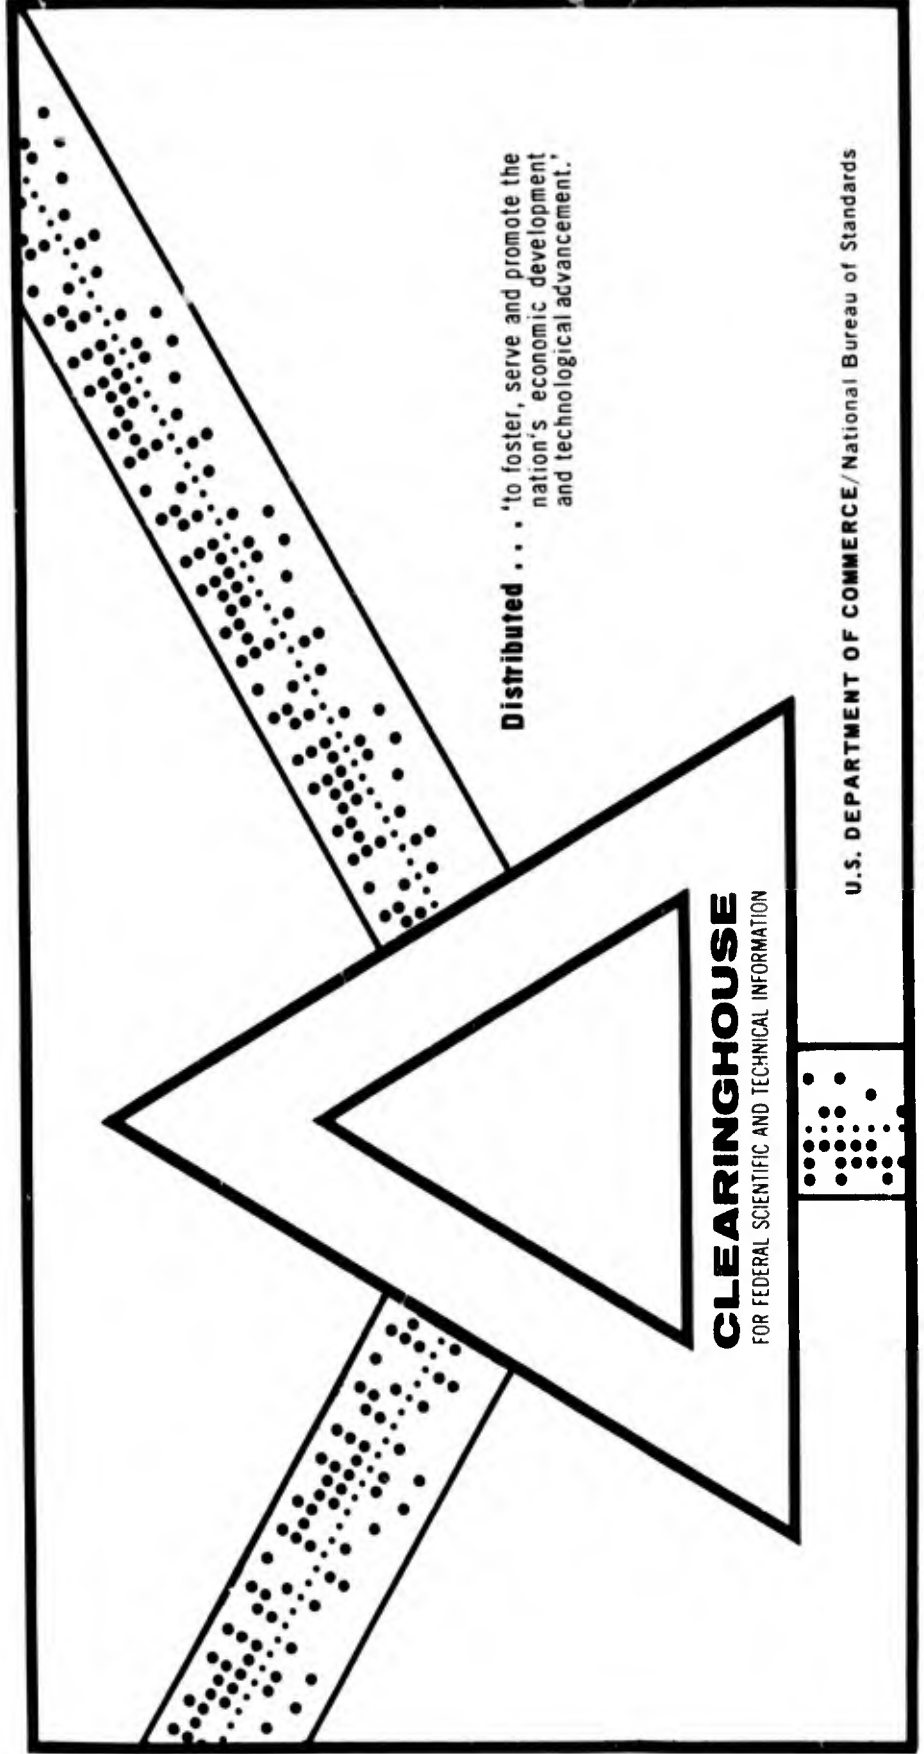 Distributed . . . 'to foster, serve and promote the
nation's economic development
and technological advancement.'
CLEARINGHOUSE
FOR FEDERAL SCIENTIFIC AND TECHNICAL INFORMATION
U.S. DEPARTMENT OF COMMERCE/National Bureau of Standards